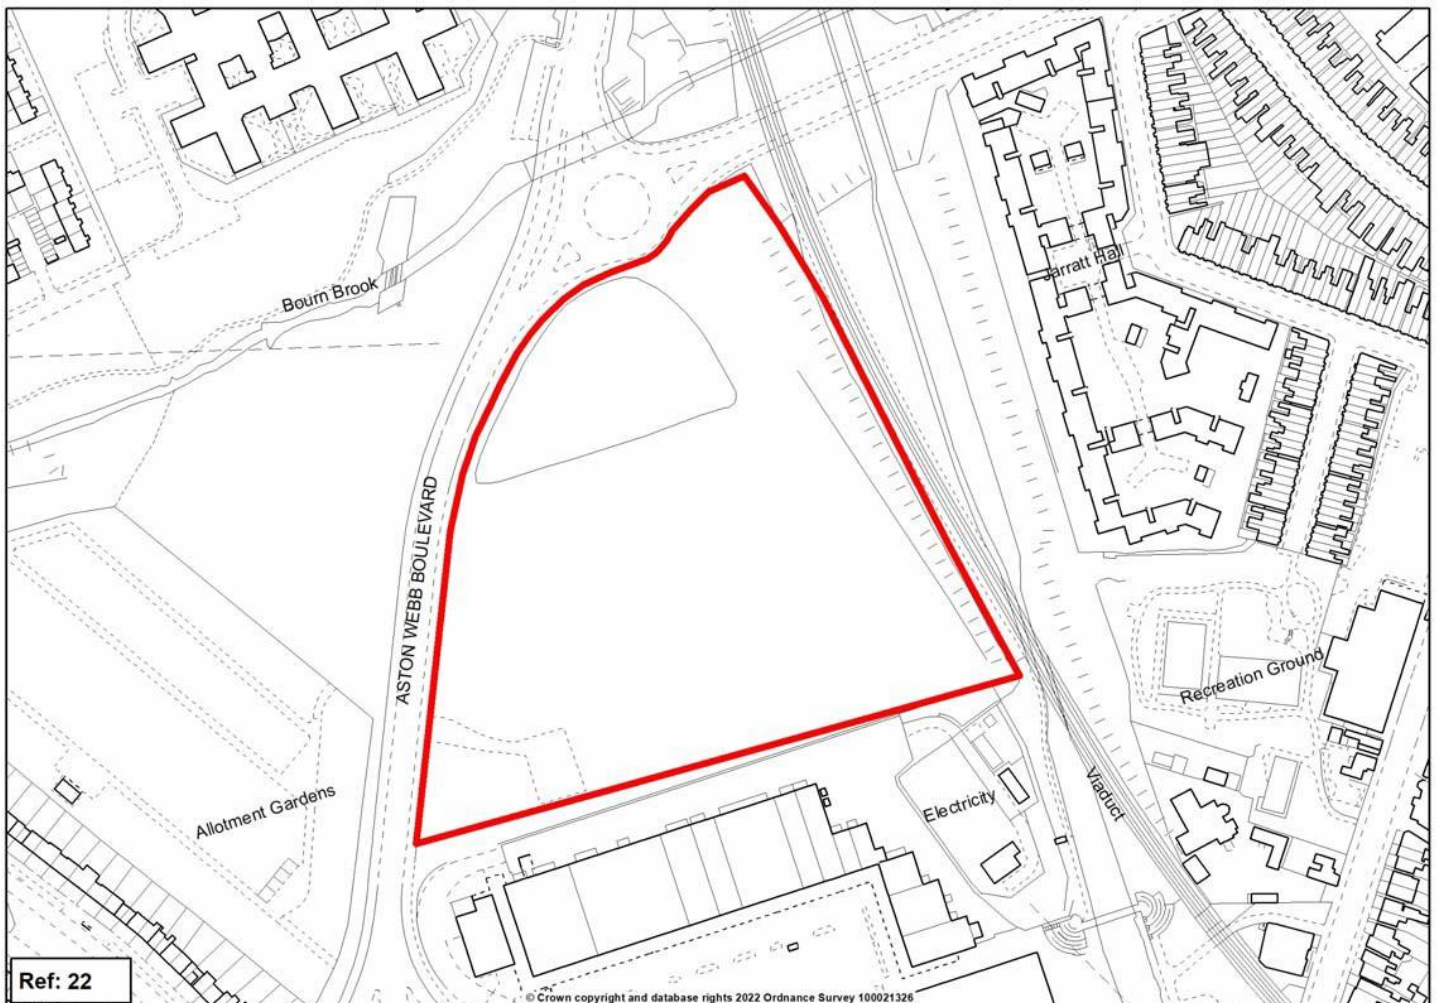 Jarratt Hall
Bourn Brook
ASTON WEBB BOULEVARD
Recreation Ground
Allotment Gardens
Electricity
Viaduct
Ref: 22
© Crown copyright and database rights 2022 Ordnance Survey 100021326